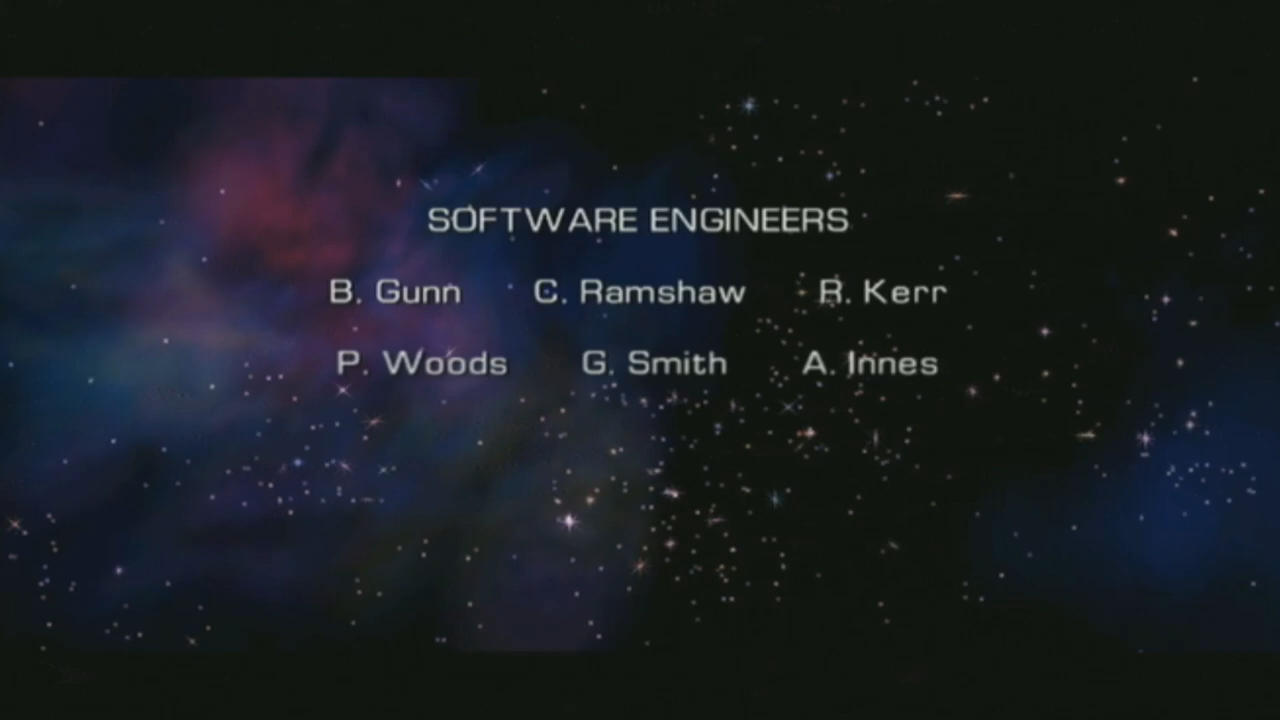 SOFTWARE ENGINEERS
B. Gunn C. Ramshaw R. Kerr
P. Woods G. Smith A. Innes